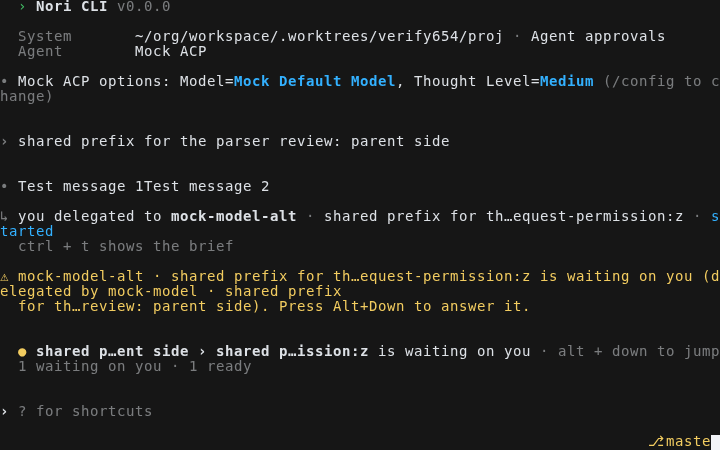 › Nori CLI v0.0.0
System ~/org/workspace/.worktrees/verify654/proj · Agent approvals
Agent Mock ACP
• Mock ACP options: Model=Mock Default Model, Thought Level=Medium (/config to c
hange)
› shared prefix for the parser review: parent side
• Test message 1Test message 2
↳ you delegated to mock-model-alt · shared prefix for th…equest-permission:z · s
tarted
ctrl + t shows the brief
⚠ mock-model-alt · shared prefix for th…equest-permission:z is waiting on you (d
elegated by mock-model · shared prefix
for th…review: parent side). Press Alt+Down to answer it.
● shared p…ent side › shared p…ission:z is waiting on you · alt + down to jump
1 waiting on you · 1 ready
› ? for shortcuts
⎇maste